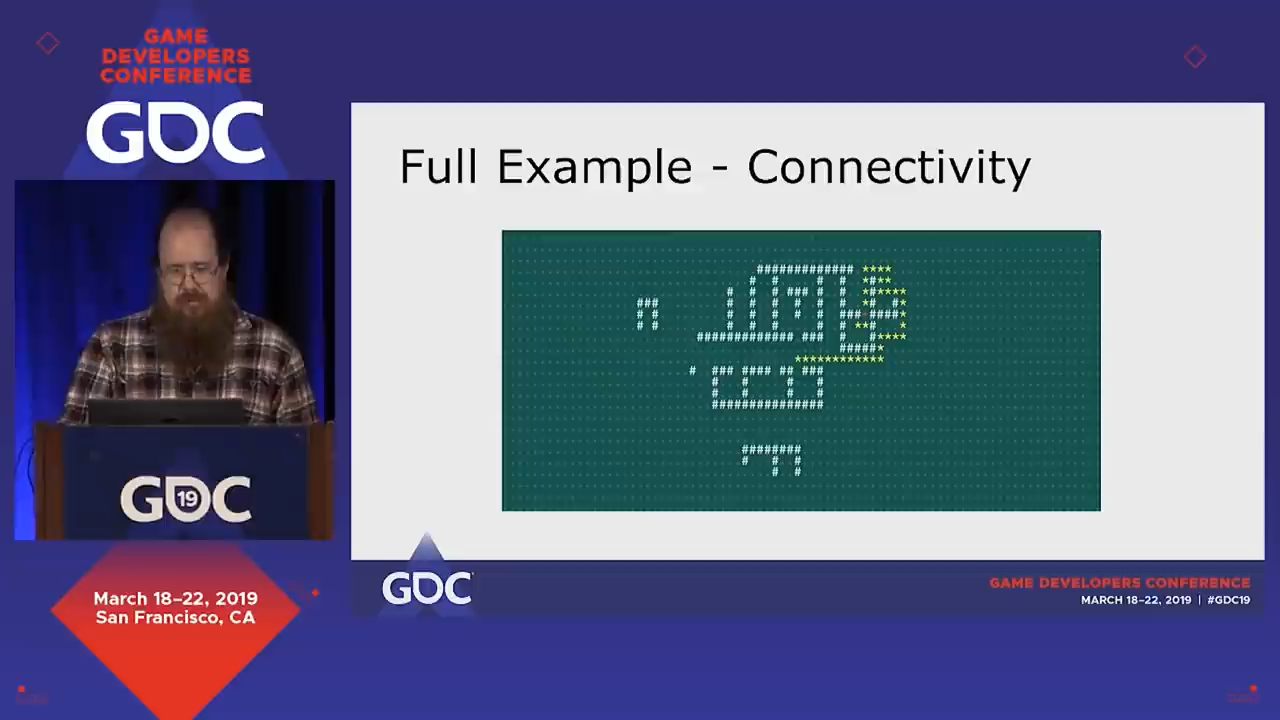 GAME
DEVELOPERS
CONFERENCE
GDC
GDC 19
March 18–22, 2019
San Francisco, CA
Full Example - Connectivity
GDC
GAME DEVELOPERS CONFERENCE
MARCH 18–22, 2019 | #GDC19